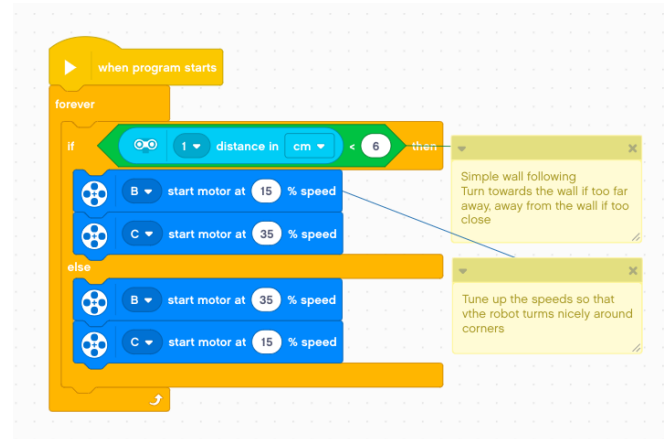 when program starts
forever
if 1 distance in cm < 6 then
B start motor at 15 % speed
C start motor at 35 % speed
else
B start motor at 35 % speed
C start motor at 15 % speed
Simple wall following
Turn towards the wall if too far
away, away from the wall if too
close
Tune up the speeds so that
vthe robot turms nicely around
corners